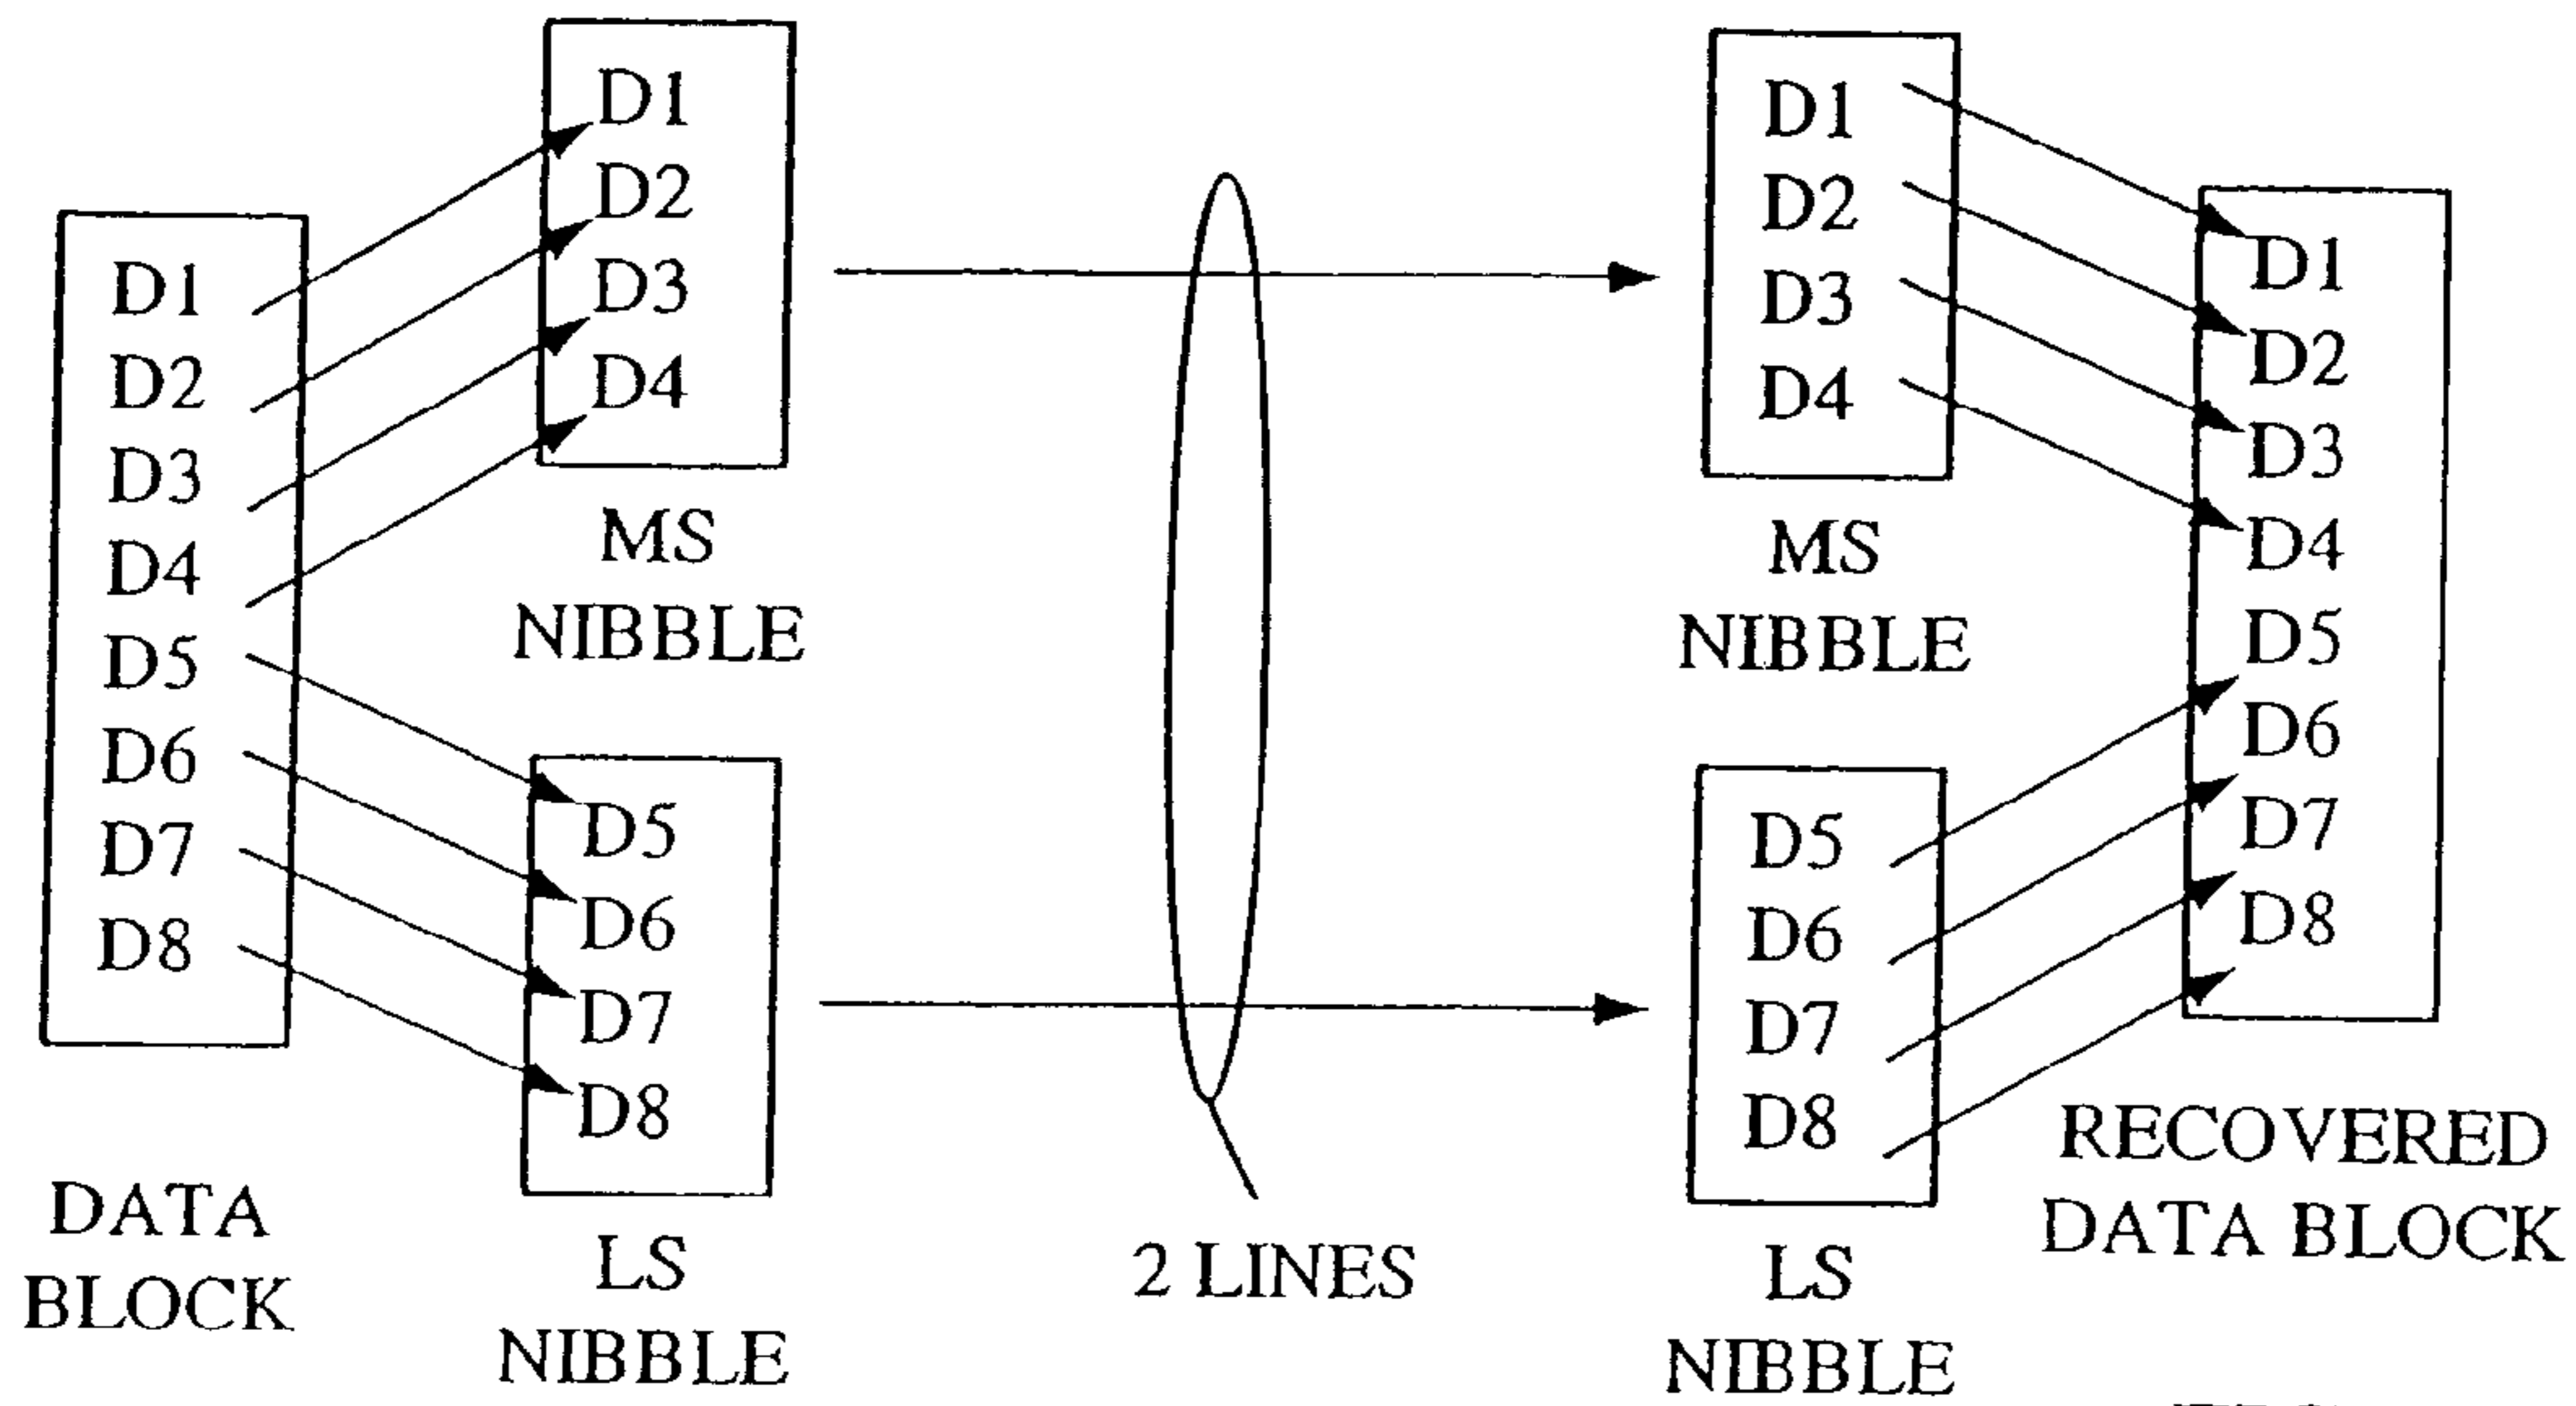 D1
D2
D3
D4
D5
D6
D7
D8
DATA
BLOCK
D1
D2
D3
D4
MS
NIBBLE
D5
D6
D7
D8
LS
NIBBLE
2 LINES
D1
D2
D3
D4
MS
NIBBLE
D5
D6
D7
D8
LS
NIBBLE
D1
D2
D3
D4
D5
D6
D7
D8
RECOVERED
DATA BLOCK